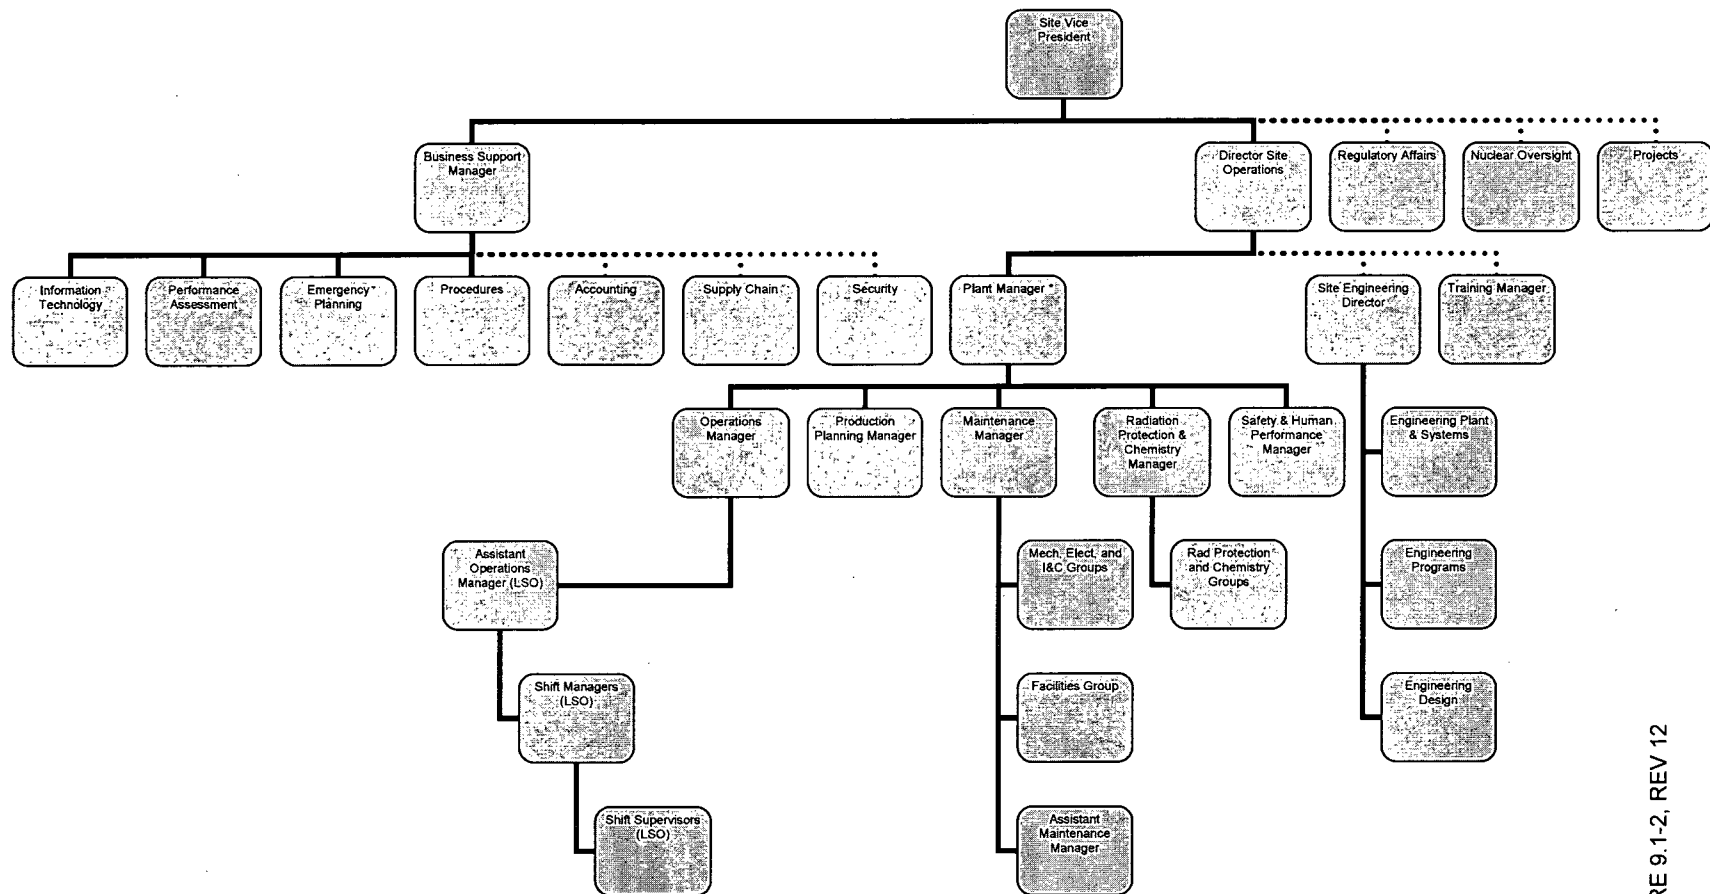 Site Vice
President
Business Support
Manager
Director Site
Operations
Regulatory Affairs
Nuclear Oversight
Projects
Information
Technology
Performance
Assessment
Emergency
Planning
Procedures
Accounting
Supply Chain
Security
Plant Manager
Site Engineering
Director
Training Manager
Operations
Manager
Production
Planning Manager
Maintenance
Manager
Radiation
Protection &
Chemistry
Manager
Safety & Human
Performance
Manager
Engineering Plant
& Systems
Assistant
Operations
Manager (LSO)
Mech, Elect, and
I&C Groups
Rad Protection
and Chemistry
Groups
Engineering
Programs
Shift Managers
(LSO)
Facilities Group
Engineering
Design
Shift Supervisors
(LSO)
Assistant
Maintenance
Manager
RE 9.1-2, REV 12